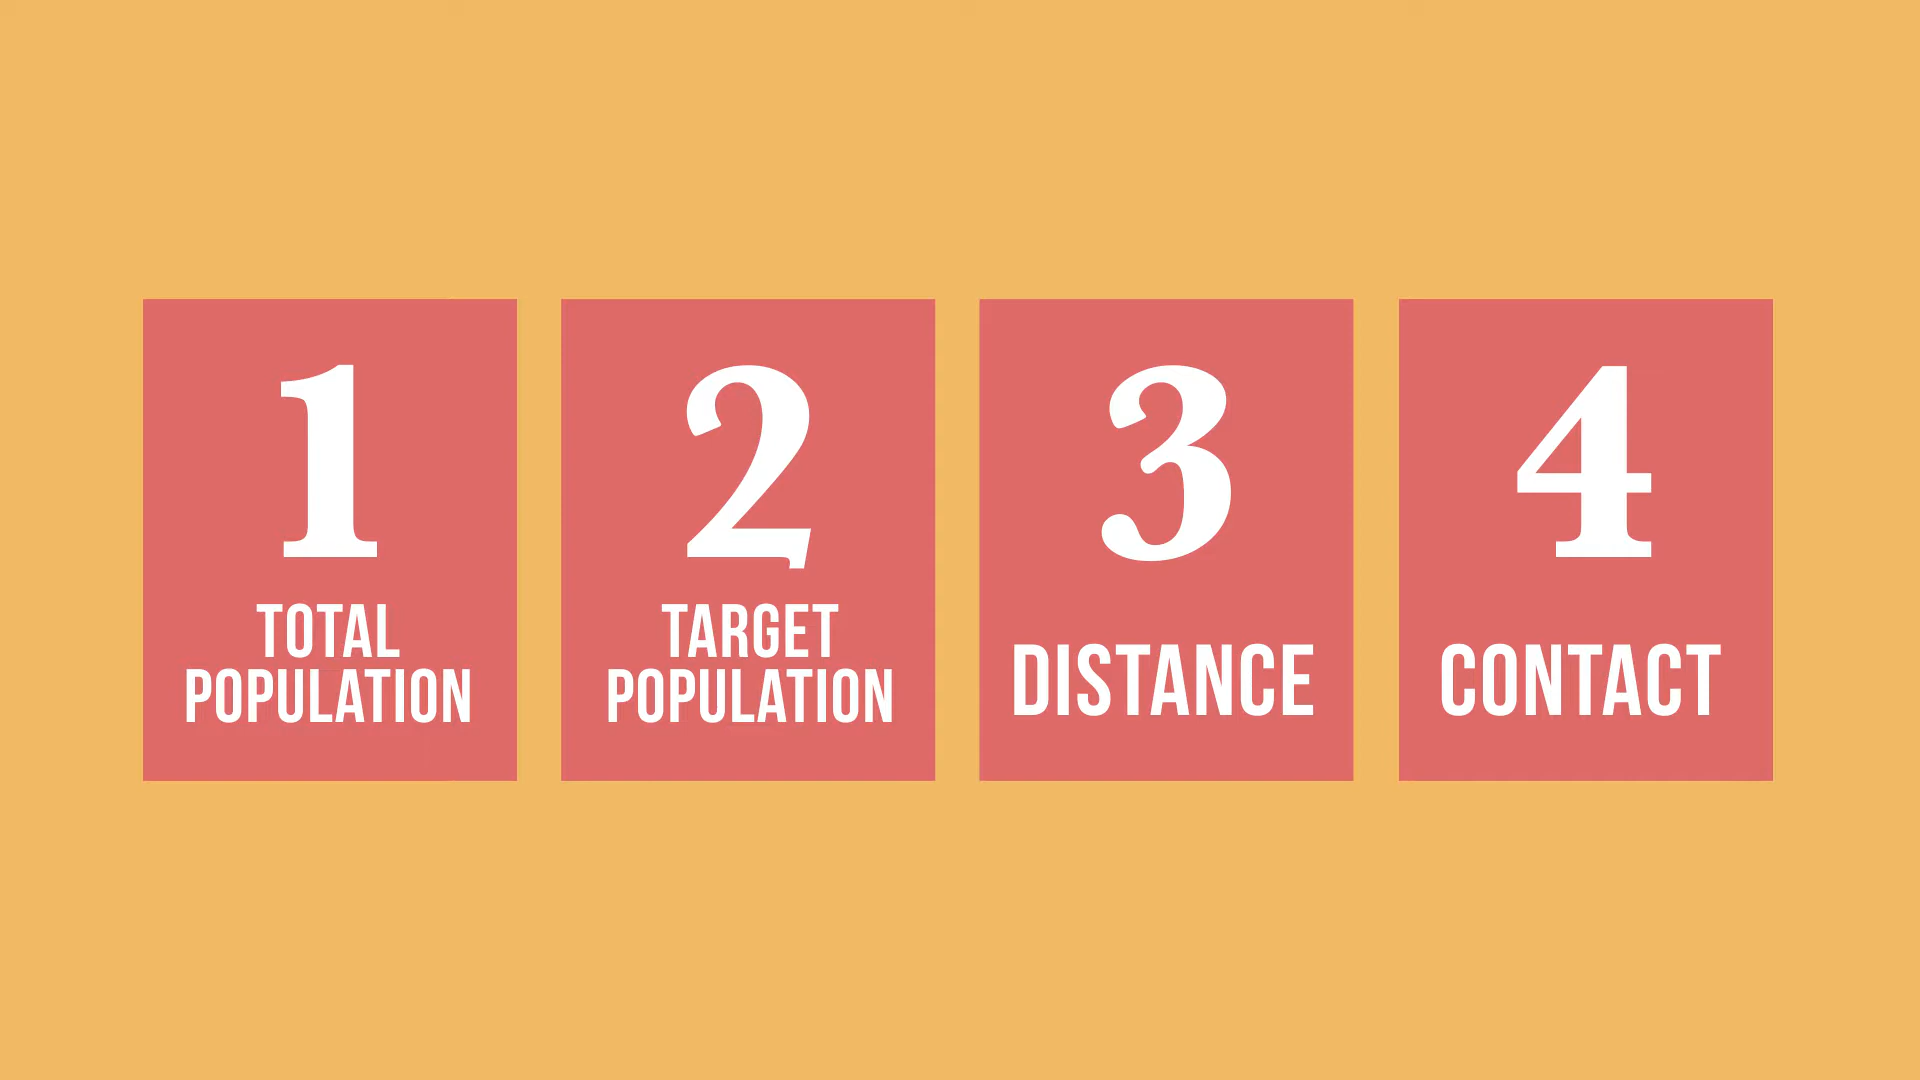 1
TOTAL
POPULATION
2
TARGET
POPULATION
3
DISTANCE
4
CONTACT